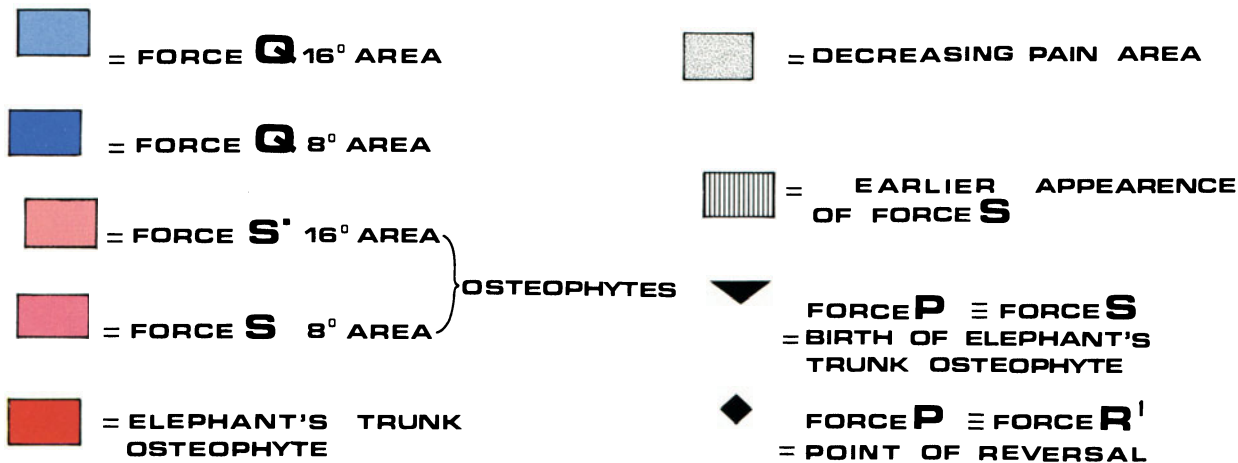 = FORCE Q 16° AREA
= FORCE Q 8° AREA
= FORCE S' 16° AREA
= FORCE S 8° AREA
OSTEOPHYTES
= ELEPHANT'S TRUNK
OSTEOPHYTE
= DECREASING PAIN AREA
= EARLIER APPEARENCE
OF FORCE S
FORCE P ≡ FORCE S
= BIRTH OF ELEPHANT'S
TRUNK OSTEOPHYTE
FORCE P ≡ FORCE R'
= POINT OF REVERSAL